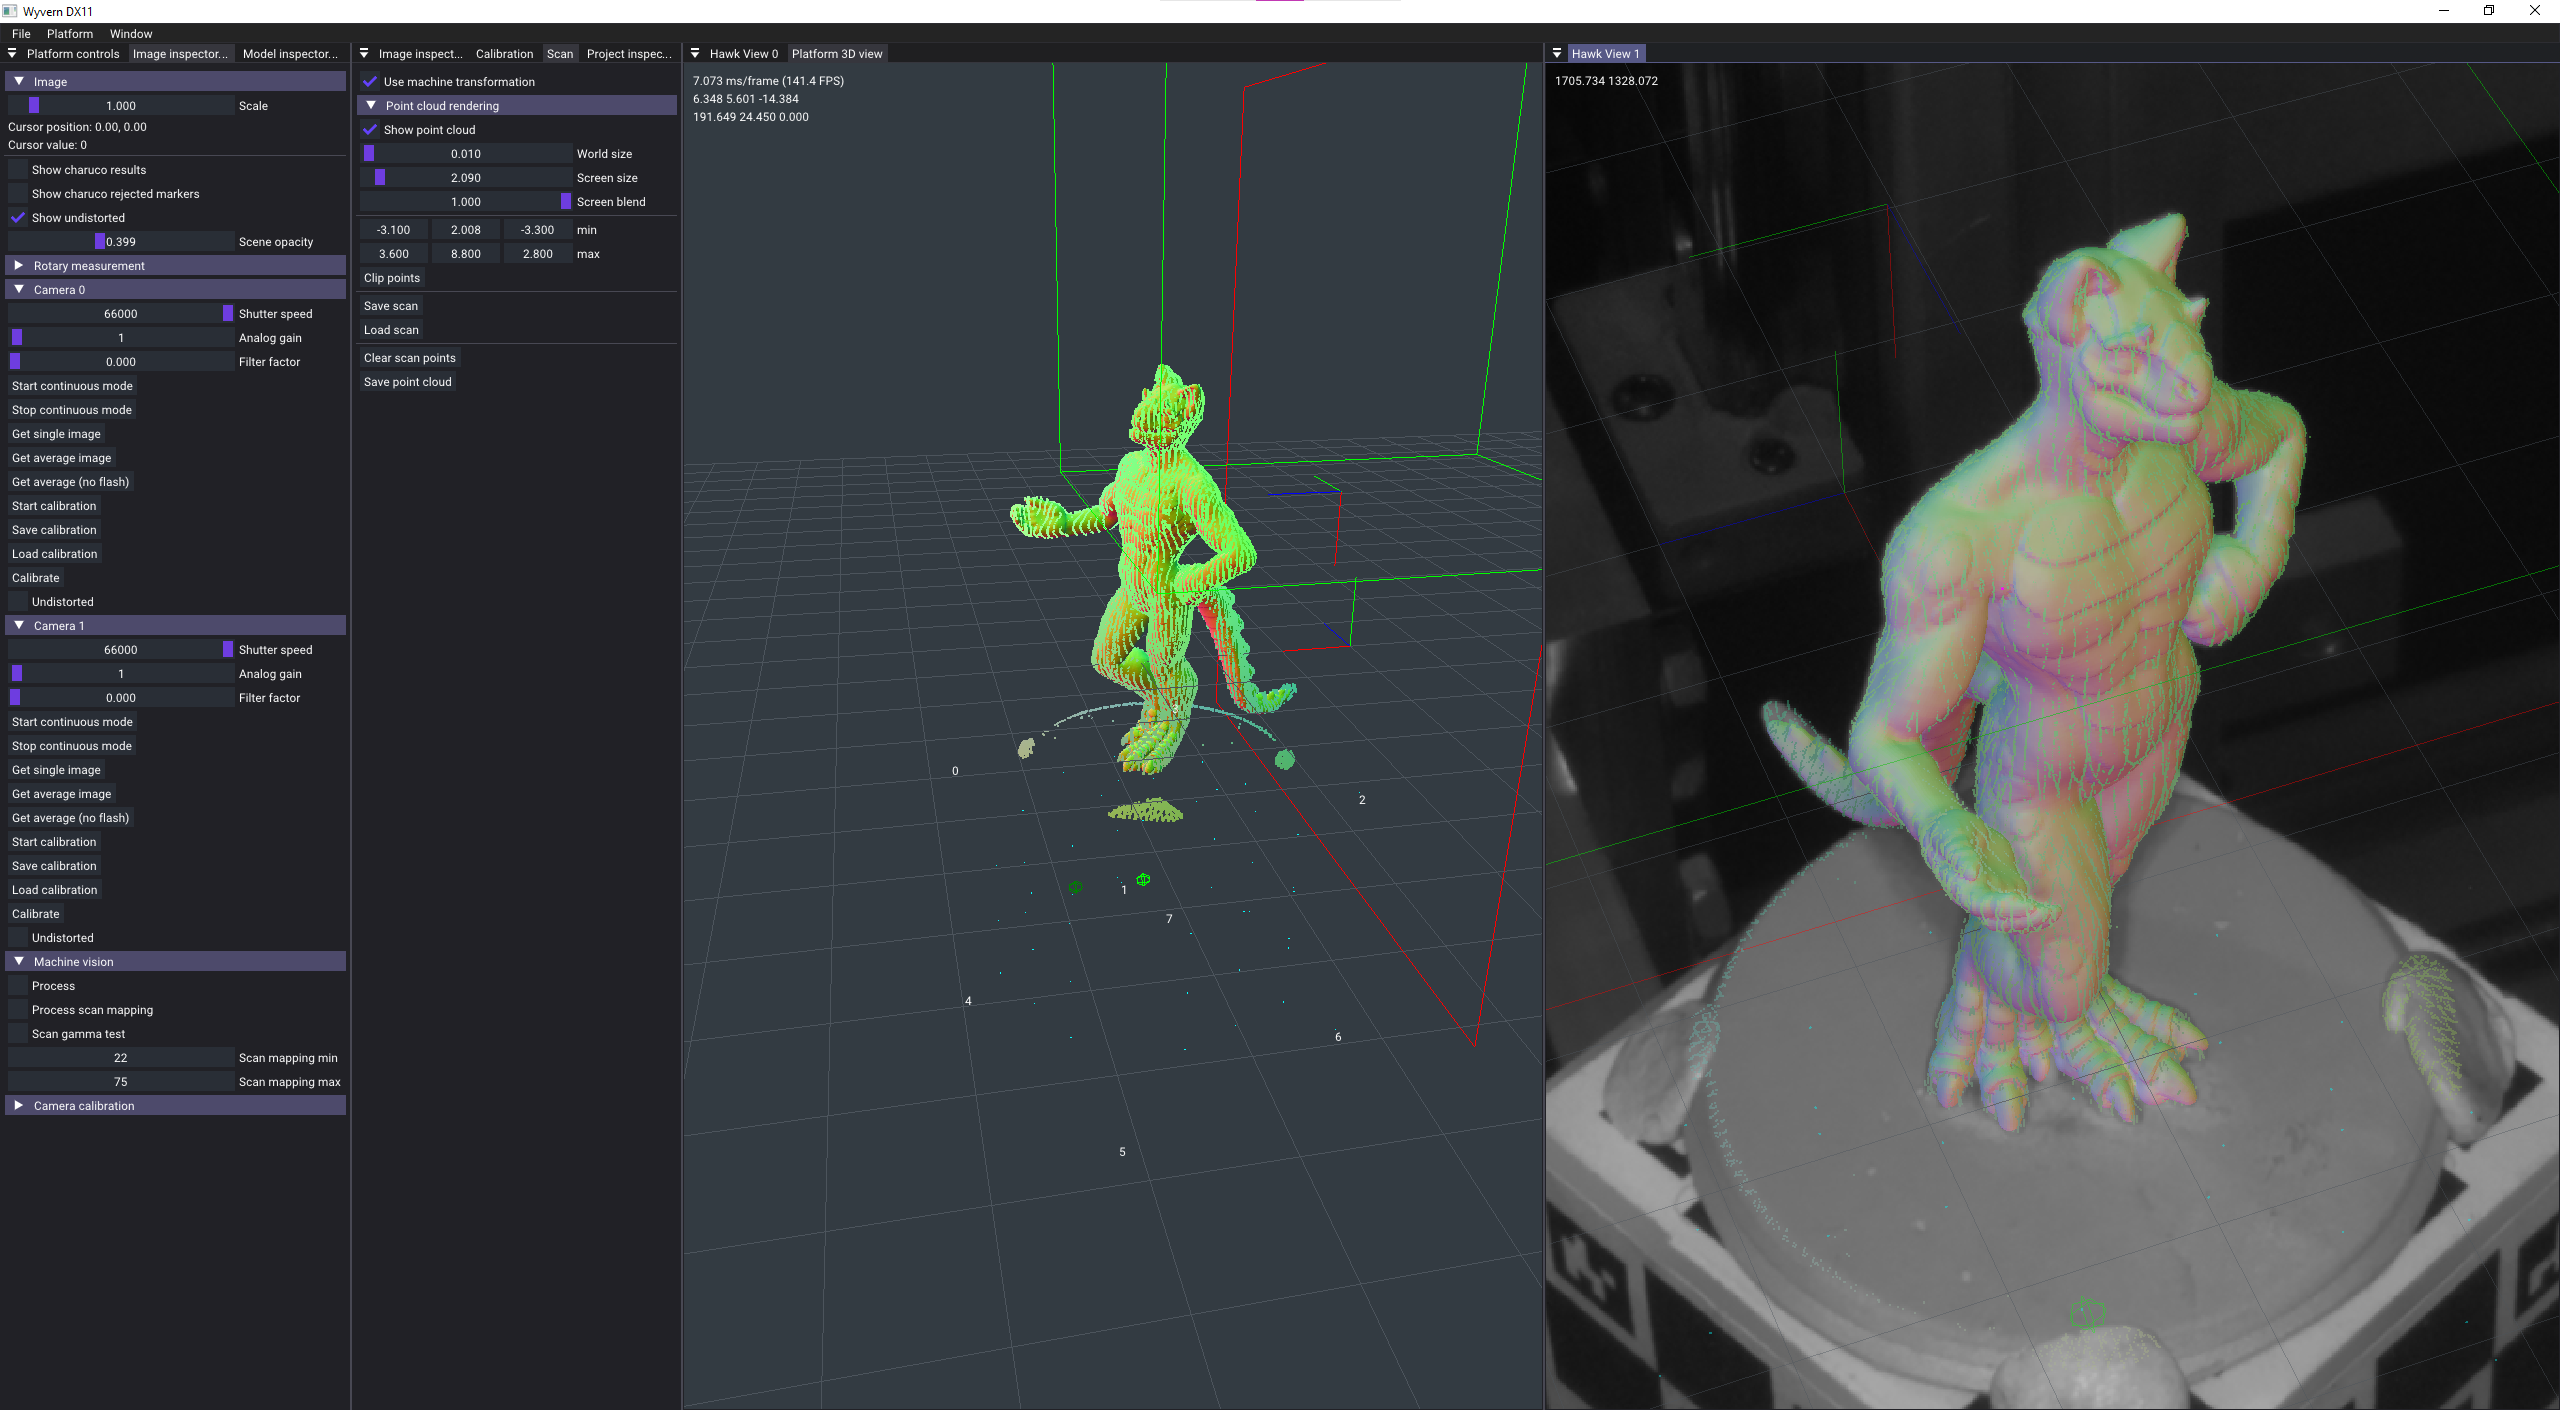 Wyvern DX11
File Platform Window
Platform controls Image inspector... Model inspector...
Image
1.000 Scale
Cursor position: 0.00, 0.00
Cursor value: 0
Show charuco results
Show charuco rejected markers
Show undistorted
0.399 Scene opacity
Rotary measurement
Camera 0
66000 Shutter speed
1 Analog gain
0.000 Filter factor
Start continuous mode
Stop continuous mode
Get single image
Get average image
Get average (no flash)
Start calibration
Save calibration
Load calibration
Calibrate
Undistorted
Camera 1
66000 Shutter speed
1 Analog gain
0.000 Filter factor
Start continuous mode
Stop continuous mode
Get single image
Get average image
Get average (no flash)
Start calibration
Save calibration
Load calibration
Calibrate
Undistorted
Machine vision
Process
Process scan mapping
Scan gamma test
22 Scan mapping min
75 Scan mapping max
Camera calibration
Image inspect... Calibration Scan Project inspec...
Use machine transformation
Point cloud rendering
Show point cloud
0.010 World size
2.090 Screen size
1.000 Screen blend
-3.100 2.008 -3.300 min
3.600 8.800 2.800 max
Clip points
Save scan
Load scan
Clear scan points
Save point cloud
Hawk View 0 Platform 3D view
7.073 ms/frame (141.4 FPS)
6.348 5.601 -14.384
191.649 24.450 0.000
3
0
2
1
7
4
6
5
Hawk View 1
1705.734 1328.072